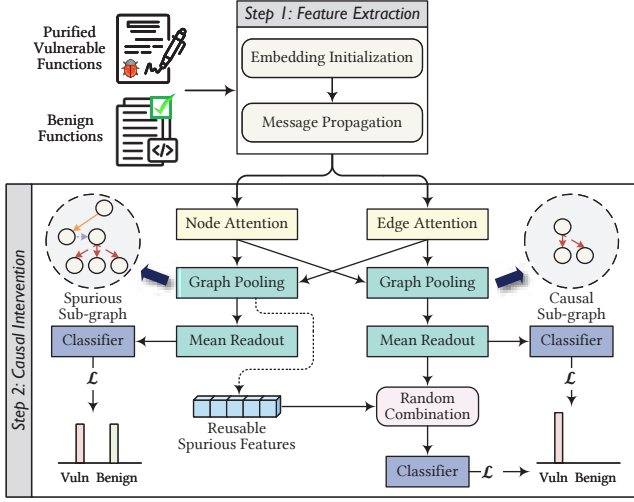 Step 1: Feature Extraction
Purified
Vulnerable
Functions
Benign
Functions
</>
Embedding Initialization
Message Propagation
Step 2: Causal Intervention
Node Attention
Edge Attention
Graph Pooling
Graph Pooling
Spurious
Sub-graph
Causal
Sub-graph
Classifier
Mean Readout
Mean Readout
Classifier
ℒ
ℒ
Reusable
Spurious Features
Random
Combination
Classifier
ℒ
Vuln Benign
Vuln Benign